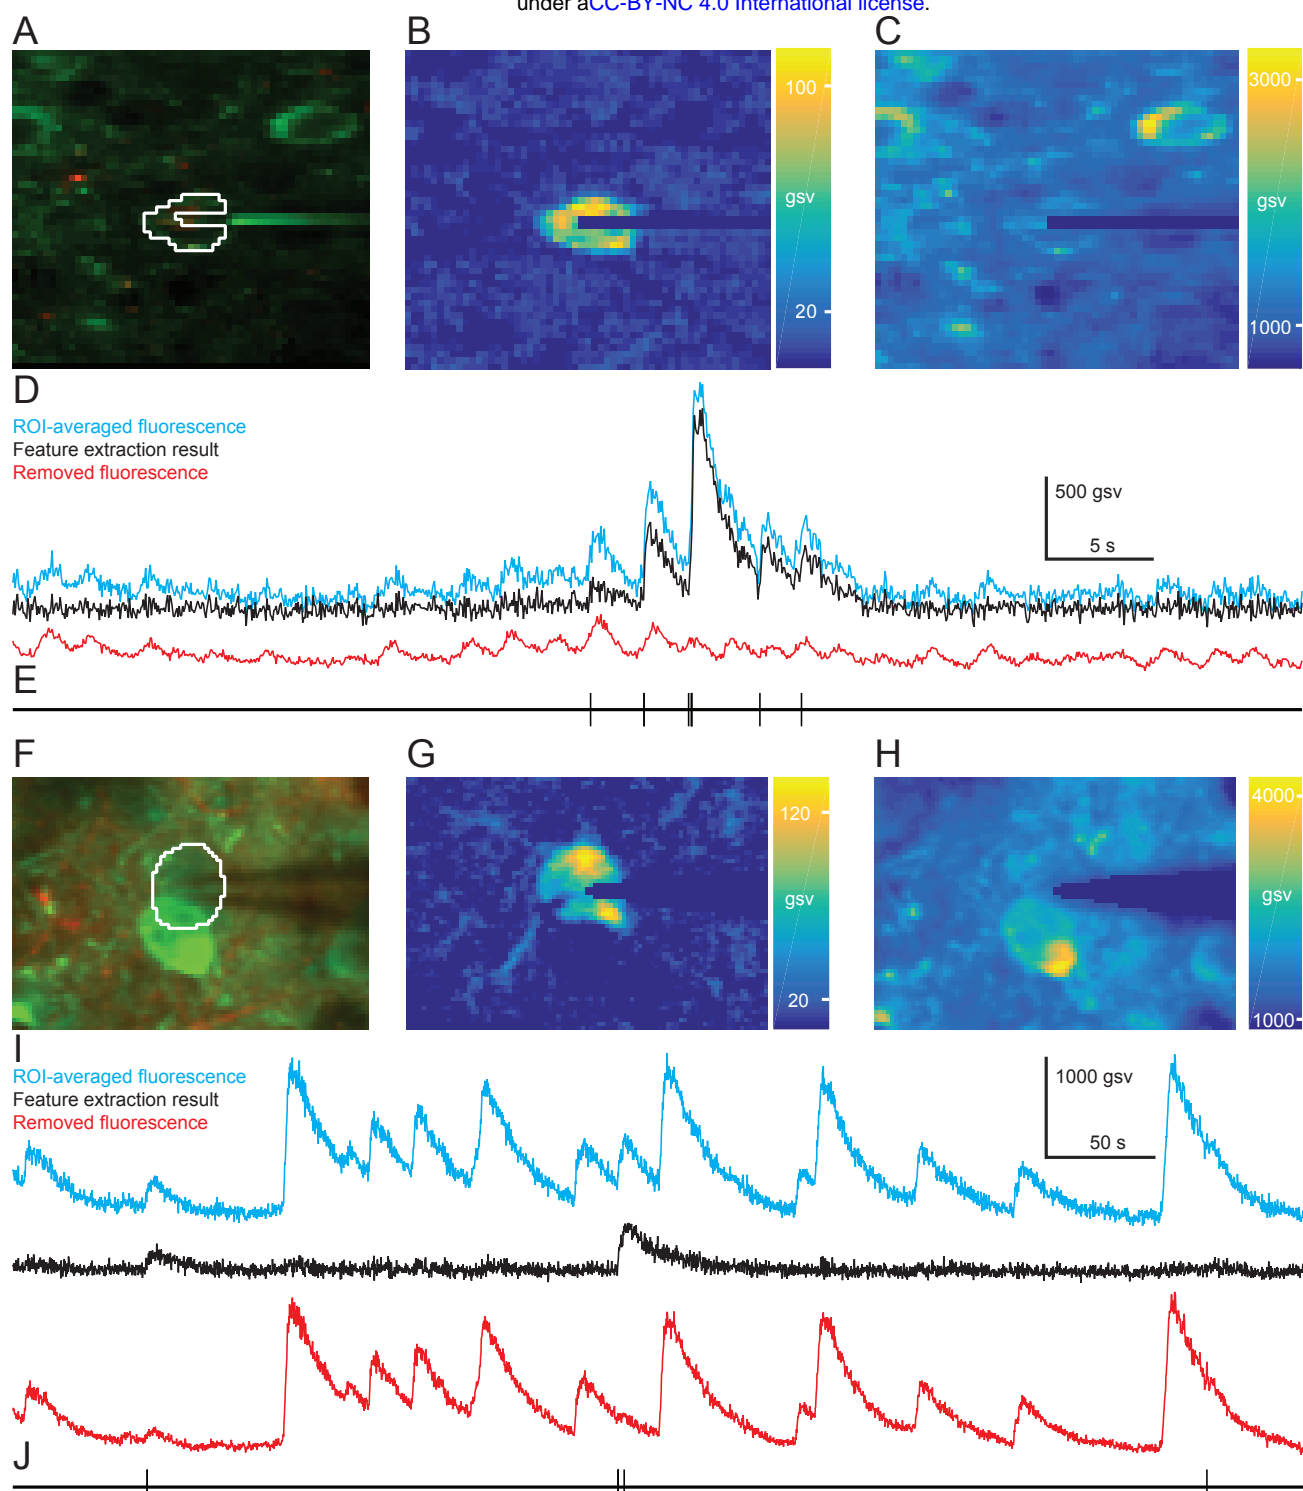 under aCC-BY-NC 4.0 International license.
A
B
C
100
gsv
20
3000
gsv
1000
D
ROI-averaged fluorescence
Feature extraction result
Removed fluorescence
500 gsv
5 s
E
F
G
H
120
gsv
20
4000
gsv
1000
I
ROI-averaged fluorescence
Feature extraction result
Removed fluorescence
1000 gsv
50 s
J